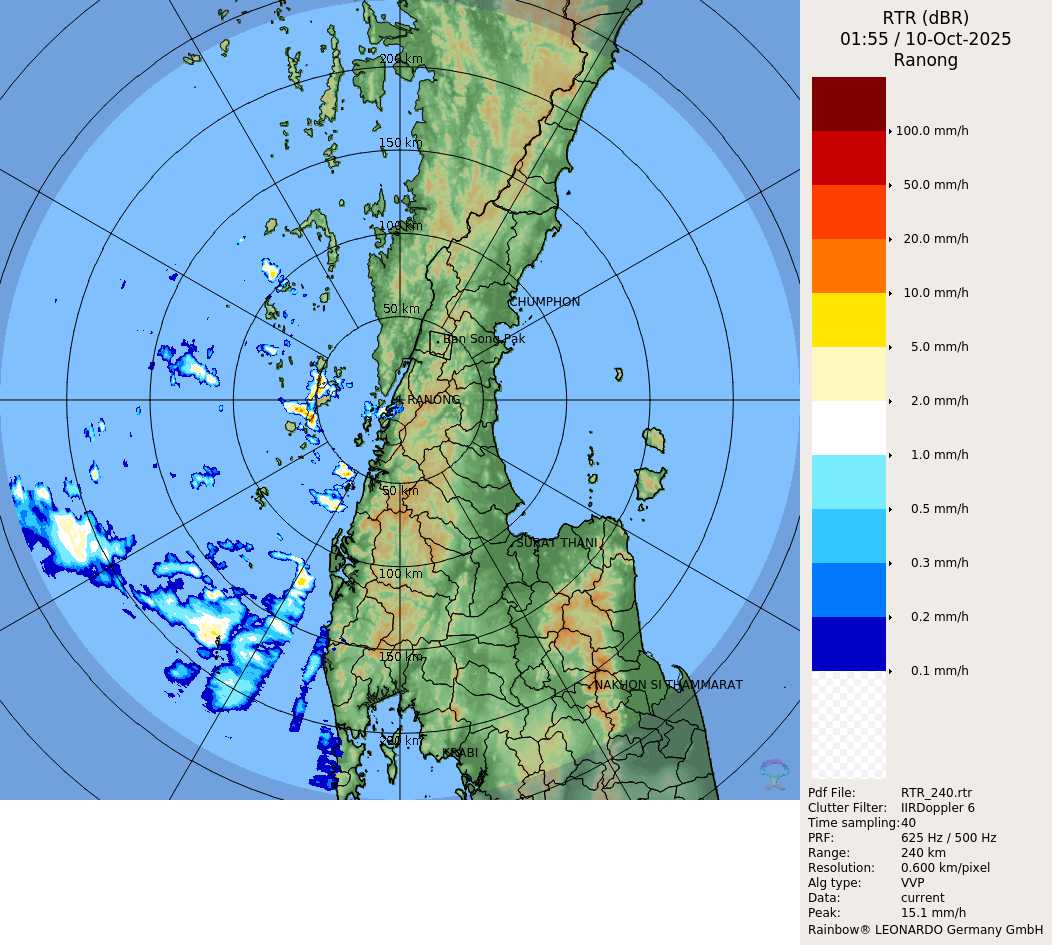 RTR (dBR)
01:55 / 10-Oct-2025
Ranong
200 km
150 km
100 km
50 km
CHUMPHON
Ban Song Pak
RANONG
50 km
SURAT THANI
100 km
150 km
NAKHON SI THAMMARAT
200 km
KRABI
100.0 mm/h
50.0 mm/h
20.0 mm/h
10.0 mm/h
5.0 mm/h
2.0 mm/h
1.0 mm/h
0.5 mm/h
0.3 mm/h
0.2 mm/h
0.1 mm/h
Pdf File: RTR_240.rtr
Clutter Filter: IIRDoppler 6
Time sampling: 40
PRF: 625 Hz / 500 Hz
Range: 240 km
Resolution: 0.600 km/pixel
Alg type: VVP
Data: current
Peak: 15.1 mm/h
Rainbow® LEONARDO Germany GmbH